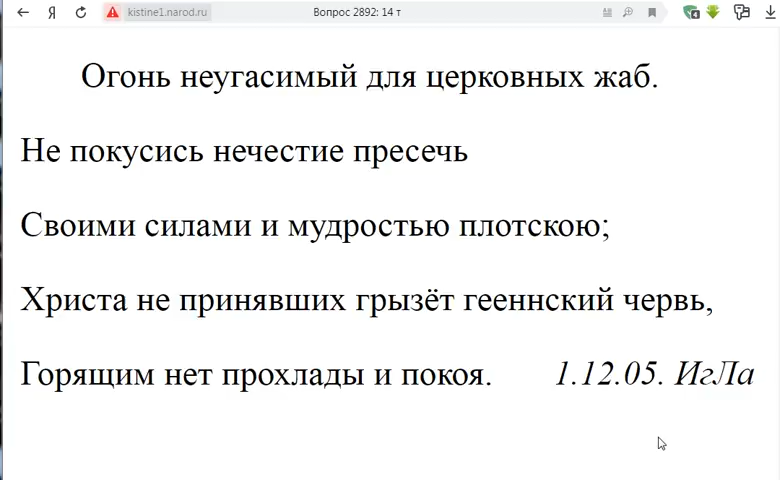 kistine1.narod.ru Вопрос 2892: 14 т
Огонь неугасимый для церковных жаб.
Не покусись нечестие пресечь
Своими силами и мудростью плотскою;
Христа не принявших грызёт гееннский червь,
Горящим нет прохлады и покоя. 1.12.05. ИгЛа